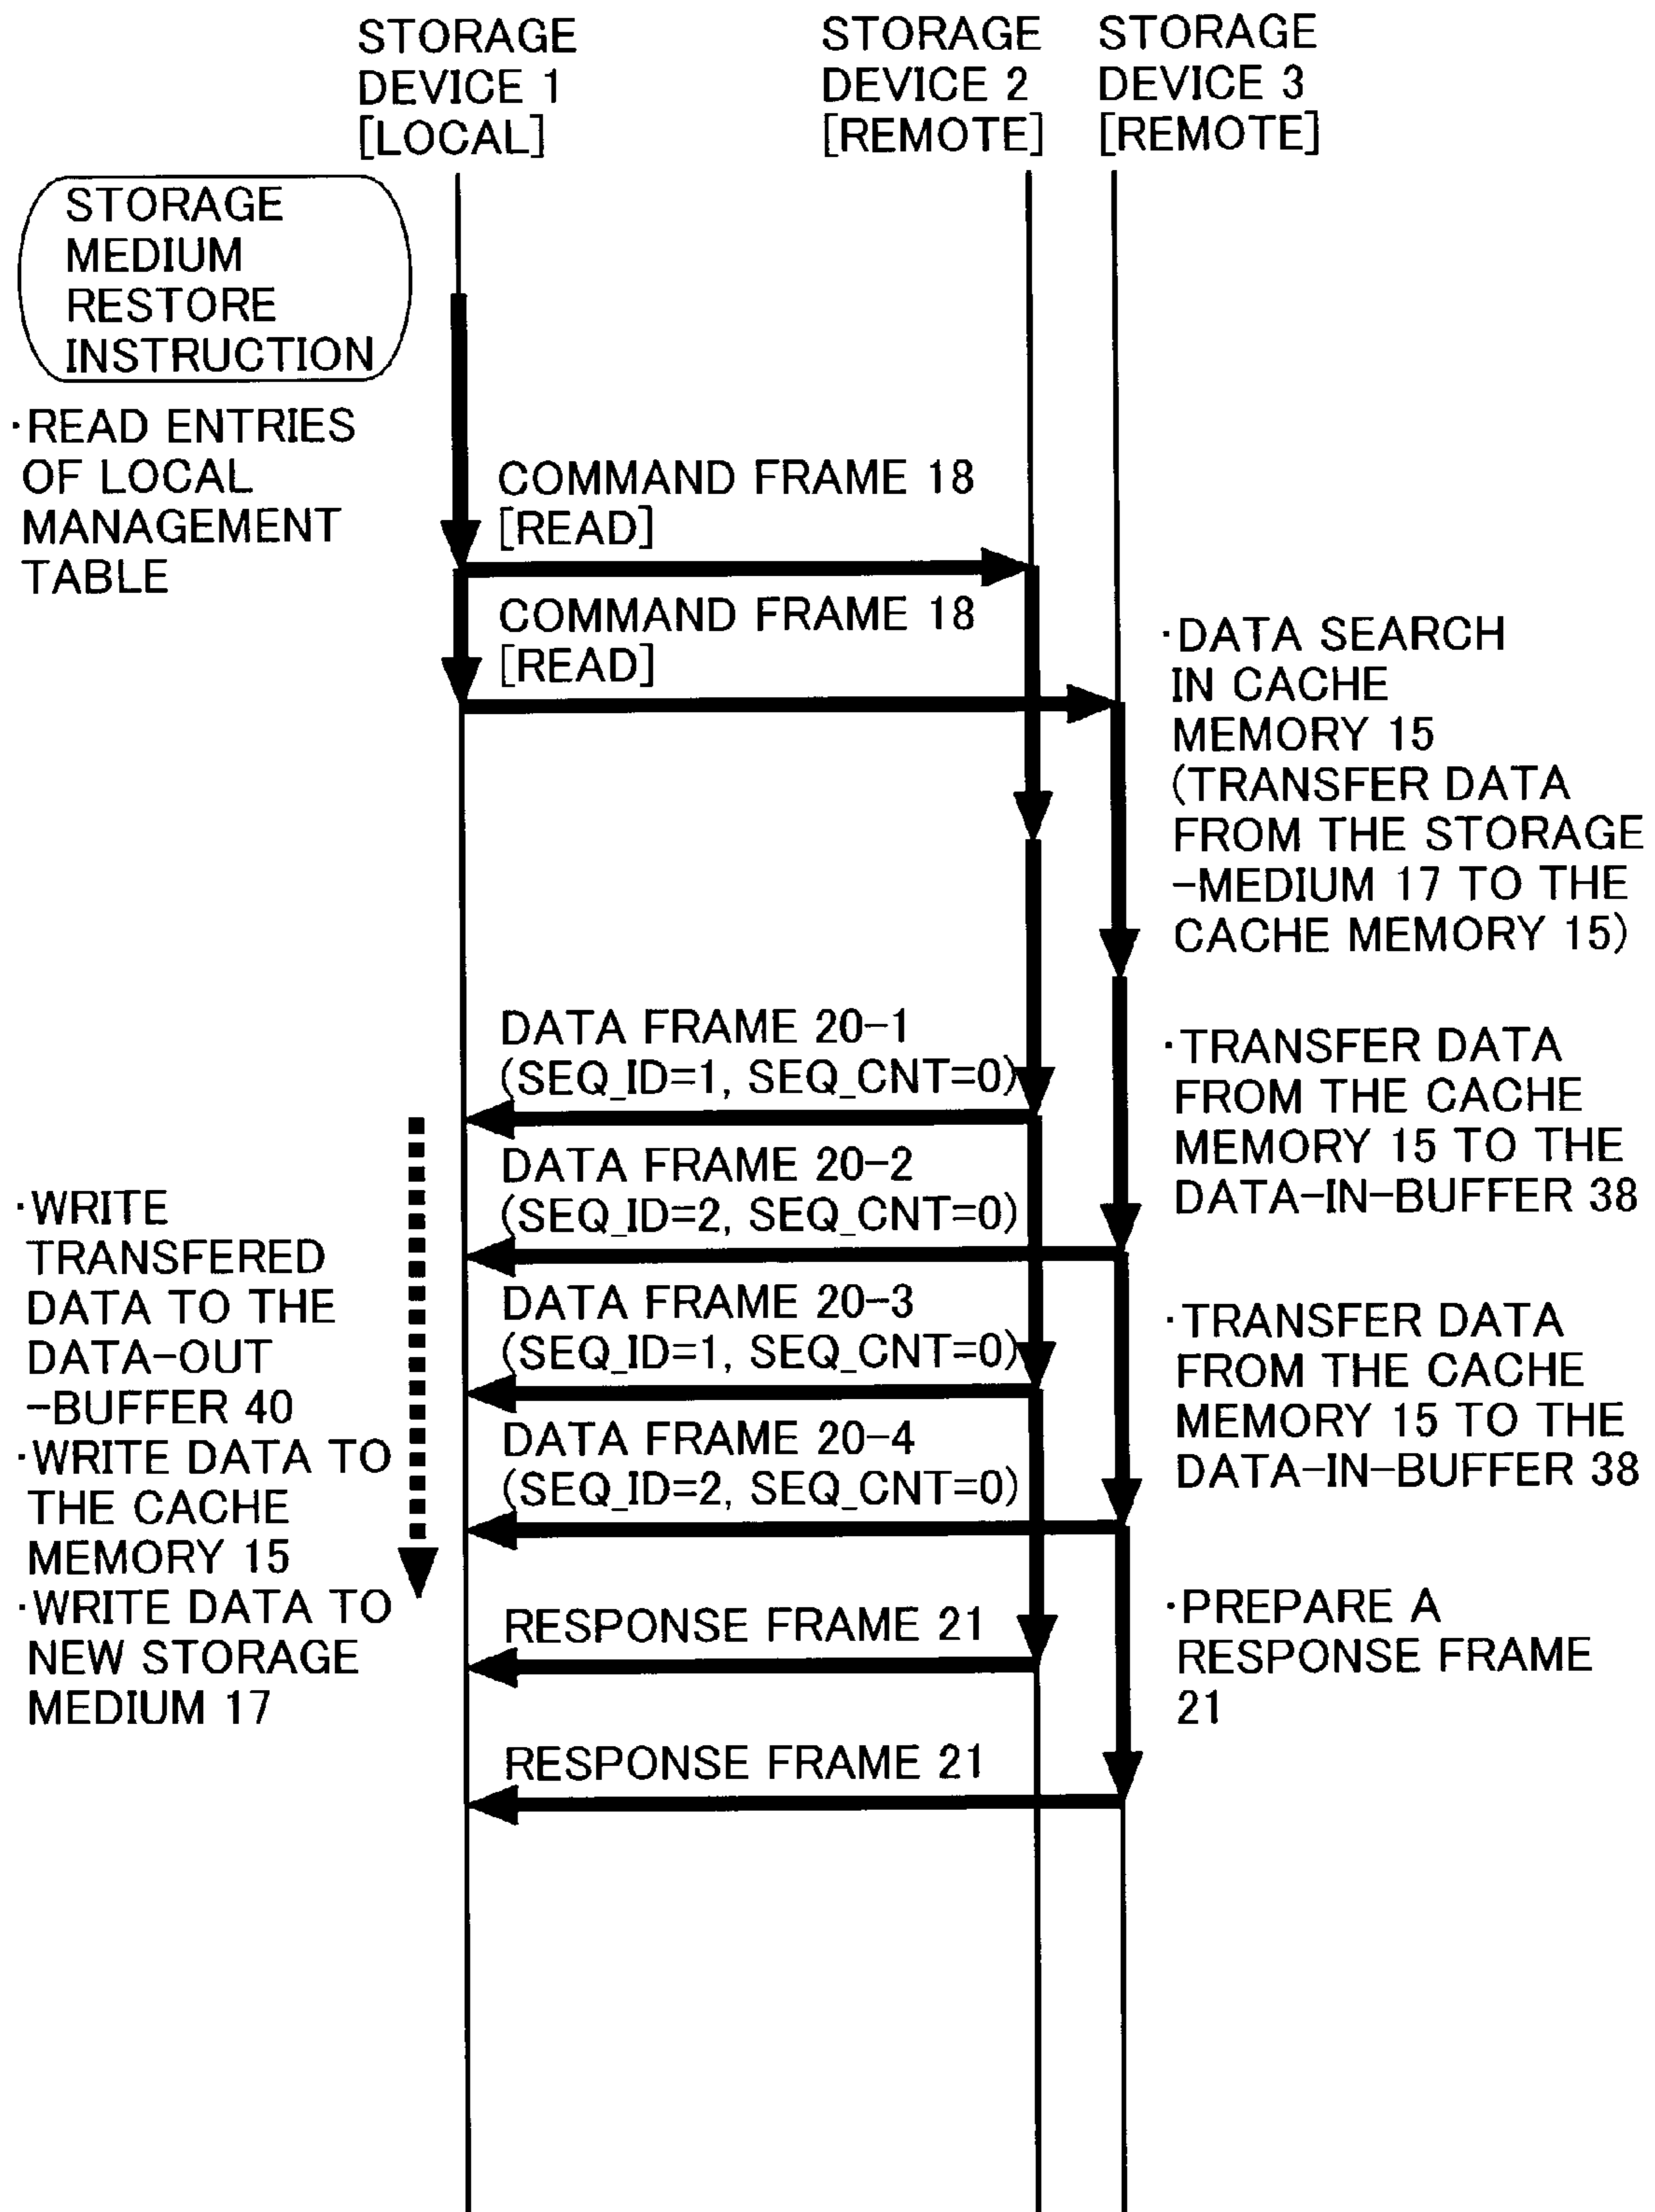 STORAGE
DEVICE 1
[LOCAL]
STORAGE
DEVICE 2
[REMOTE]
STORAGE
DEVICE 3
[REMOTE]
STORAGE
MEDIUM
RESTORE
INSTRUCTION
·READ ENTRIES
OF LOCAL
MANAGEMENT
TABLE
COMMAND FRAME 18
[READ]
COMMAND FRAME 18
[READ]
·DATA SEARCH
IN CACHE
MEMORY 15
(TRANSFER DATA
FROM THE STORAGE
-MEDIUM 17 TO THE
CACHE MEMORY 15)
DATA FRAME 20-1
(SEQ_ID=1, SEQ_CNT=0)
·TRANSFER DATA
FROM THE CACHE
MEMORY 15 TO THE
DATA-IN-BUFFER 38
DATA FRAME 20-2
(SEQ_ID=2, SEQ_CNT=0)
·WRITE
TRANSFERED
DATA TO THE
DATA-OUT
-BUFFER 40
·WRITE DATA TO
THE CACHE
MEMORY 15
·WRITE DATA TO
NEW STORAGE
MEDIUM 17
DATA FRAME 20-3
(SEQ_ID=1, SEQ_CNT=0)
·TRANSFER DATA
FROM THE CACHE
MEMORY 15 TO THE
DATA-IN-BUFFER 38
DATA FRAME 20-4
(SEQ_ID=2, SEQ_CNT=0)
RESPONSE FRAME 21
·PREPARE A
RESPONSE FRAME
21
RESPONSE FRAME 21